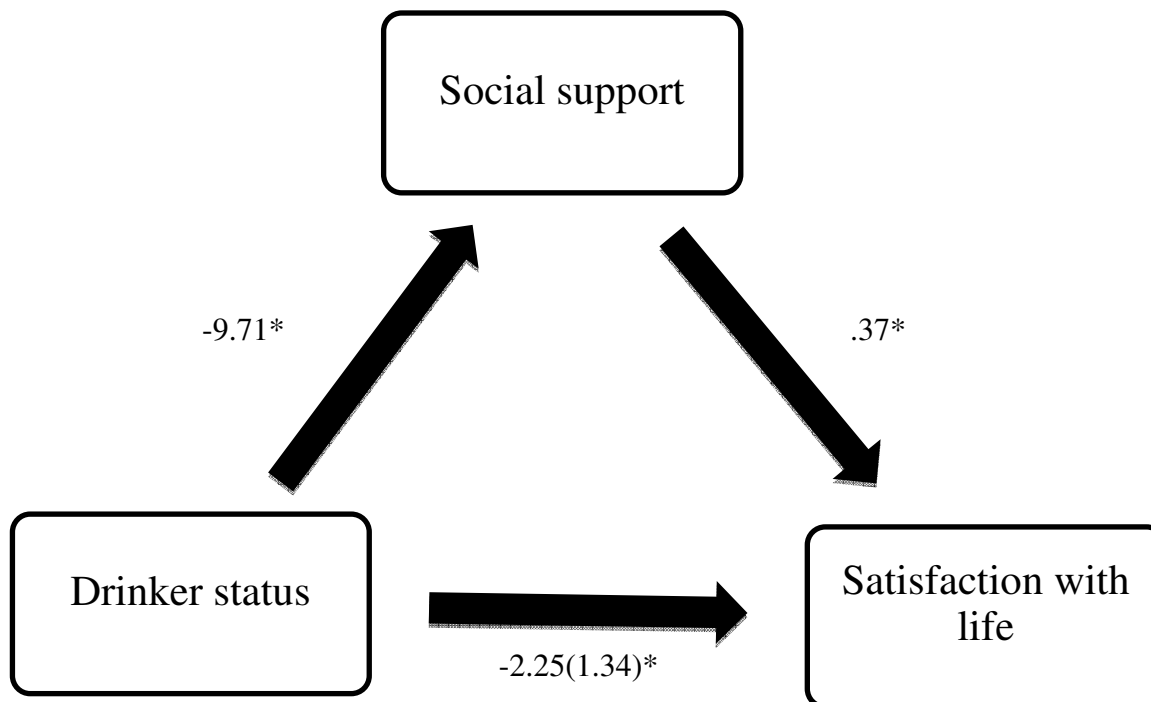 Social support
-9.71*
.37*
Drinker status
Satisfaction with
life
-2.25(1.34)*